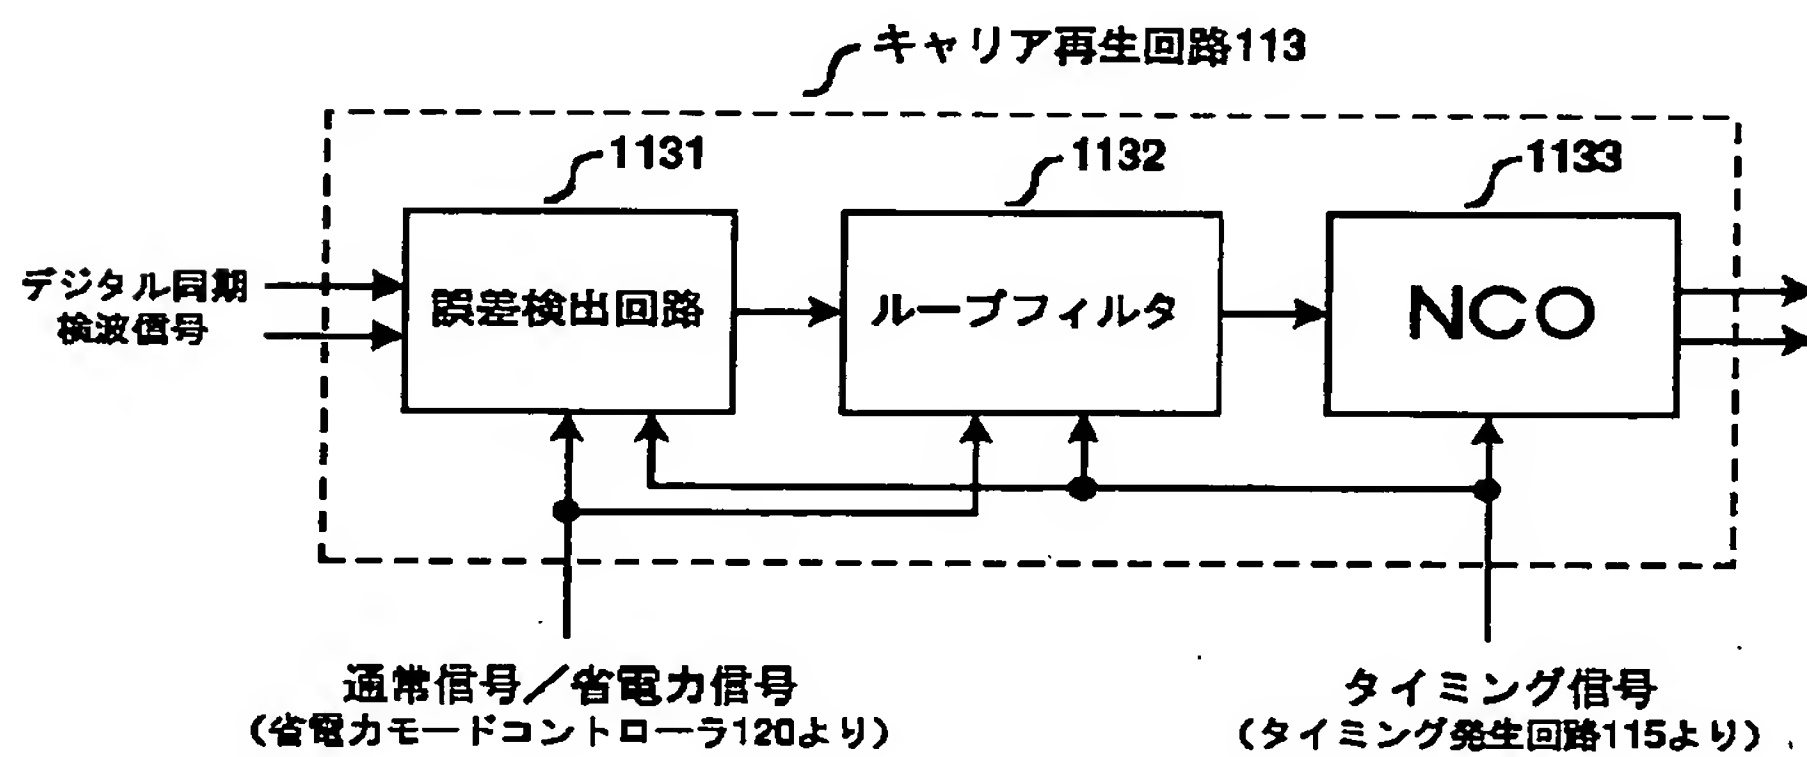 キャリア再生回路113
1131
1132
1133
デジタル同期
検波信号
誤差検出回路
ループフィルタ
NCO
通常信号／省電力信号
(省電力モードコントローラ120より)
タイミング信号
(タイミング発生回路115より)